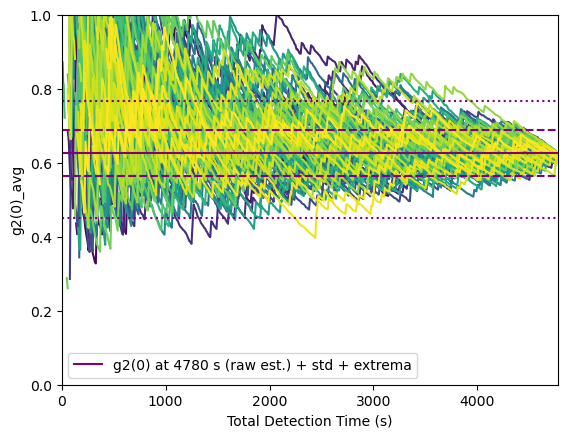 1.0
0.8
0.6
0.4
0.2
0.0
g2(0)_avg
g2(0) at 4780 s (raw est.) + std + extrema
0 1000 2000 3000 4000
Total Detection Time (s)